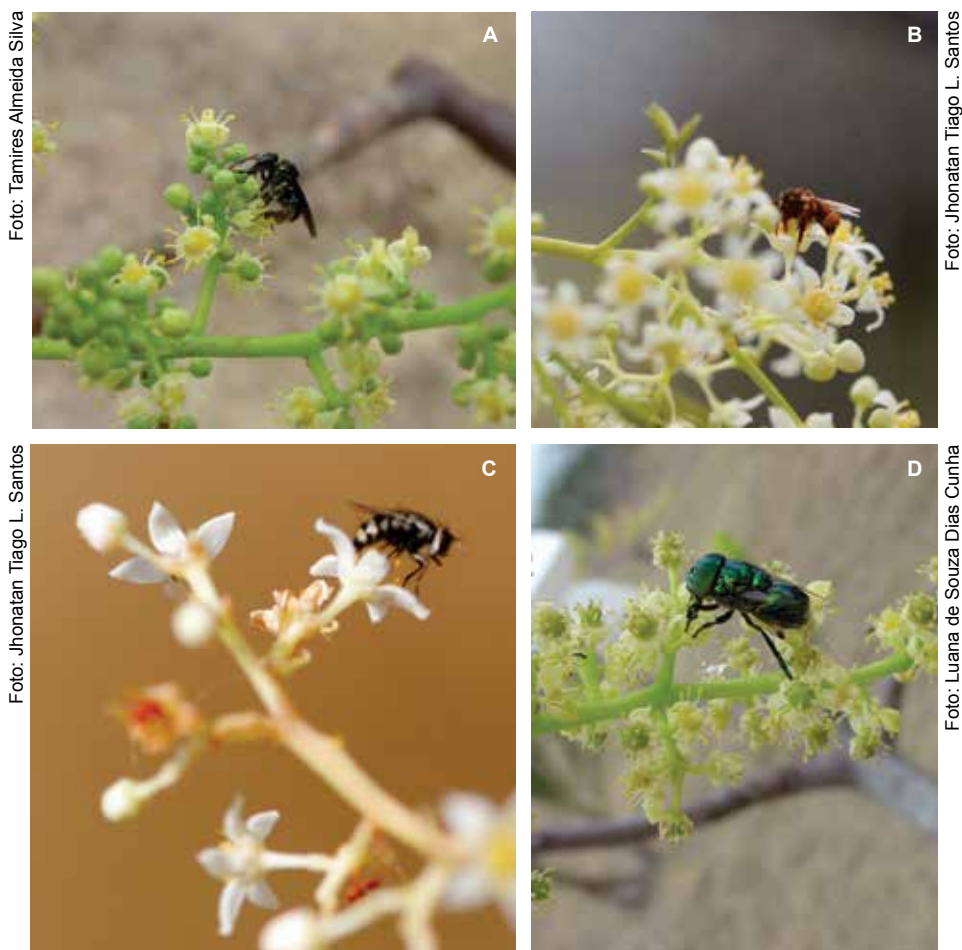 Foto: Tamires Almeida Silva
A
B
Foto: Jhonatan Tiago L. Santos
Foto: Jhonatan Tiago L. Santos
C
D
Foto: Luana de Souza Dias Cunha